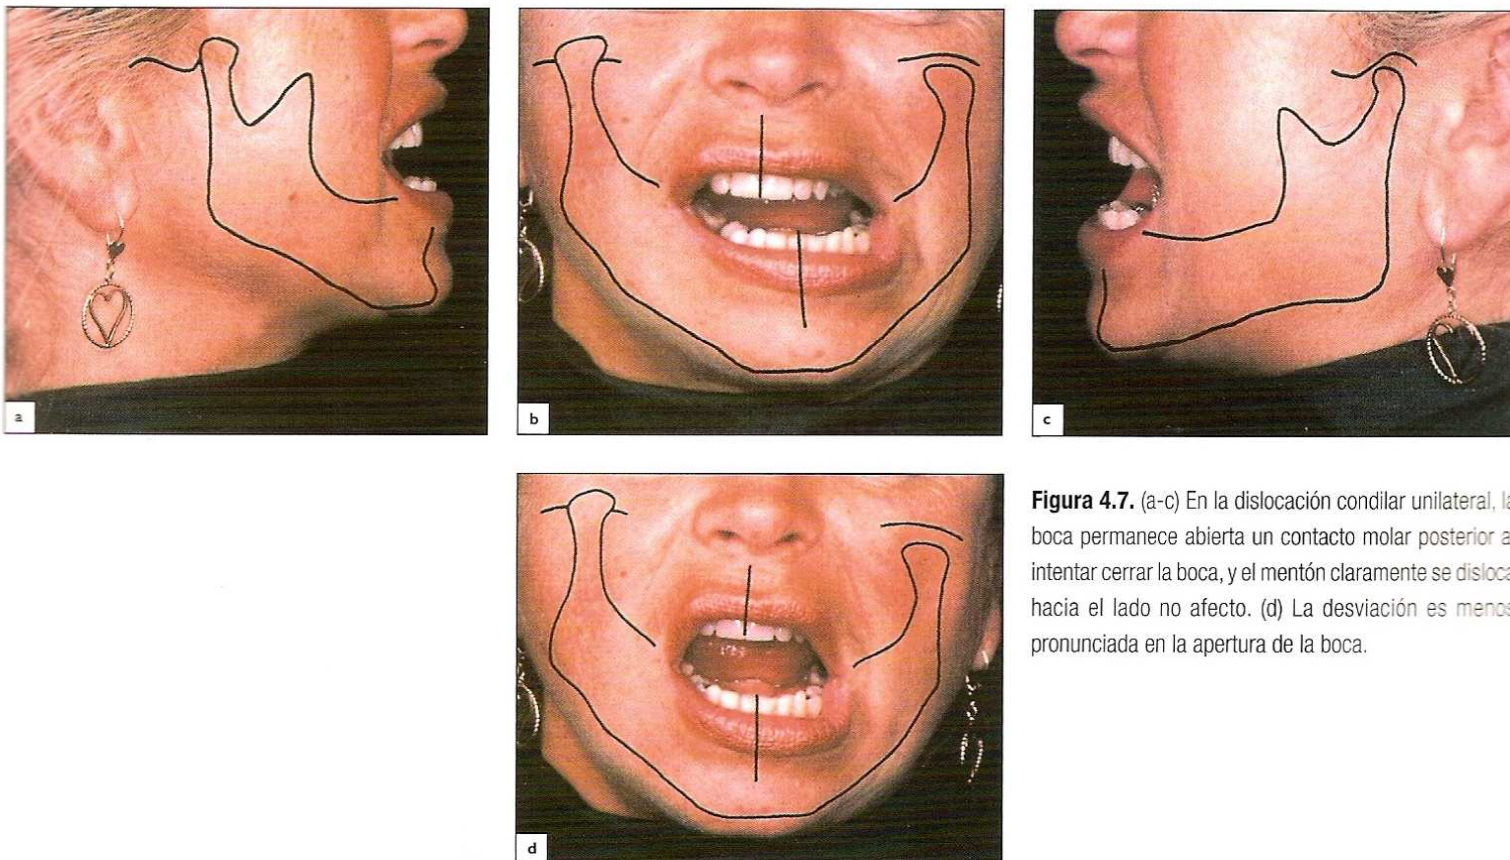 a
b
c
Figura 4.7. (a-c) En la dislocación condilar unilateral, la
boca permanece abierta un contacto molar posterior a
intentar cerrar la boca, y el mentón claramente se disloca
hacia el lado no afecto. (d) La desviación es menos
pronunciada en la apertura de la boca.
d